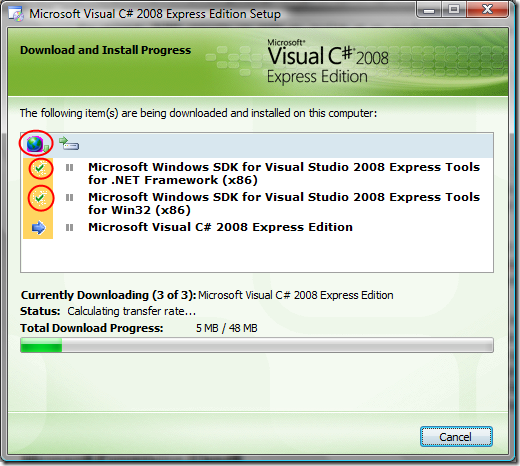 Microsoft Visual C# 2008 Express Edition Setup
Download and Install Progress
Microsoft®
Visual C#® 2008
Express Edition
The following item(s) are being downloaded and installed on this computer:
Microsoft Windows SDK for Visual Studio 2008 Express Tools
for .NET Framework (x86)
Microsoft Windows SDK for Visual Studio 2008 Express Tools
for Win32 (x86)
Microsoft Visual C# 2008 Express Edition
Currently Downloading (3 of 3): Microsoft Visual C# 2008 Express Edition
Status: Calculating transfer rate...
Total Download Progress: 5 MB / 48 MB
Cancel